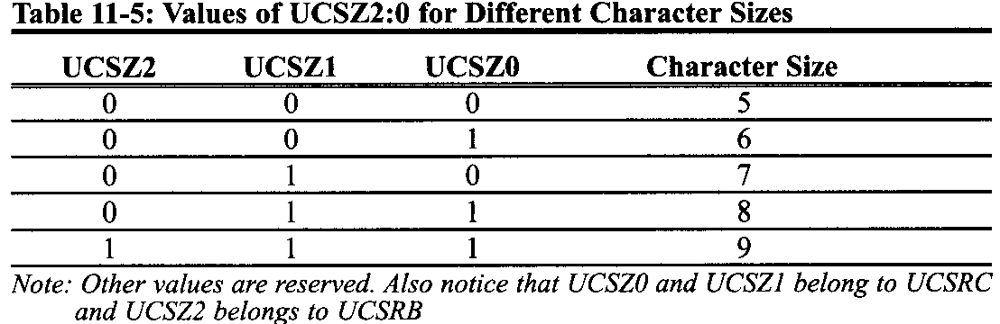 Table 11-5: Values of UCSZ2:0 for Different Character Sizes
UCSZ2 UCSZ1 UCSZ0 Character Size
0 0 0 5
0 0 1 6
0 1 0 7
0 1 1 8
1 1 1 9
Note: Other values are reserved. Also notice that UCSZ0 and UCSZ1 belong to UCSRC
and UCSZ2 belongs to UCSRB